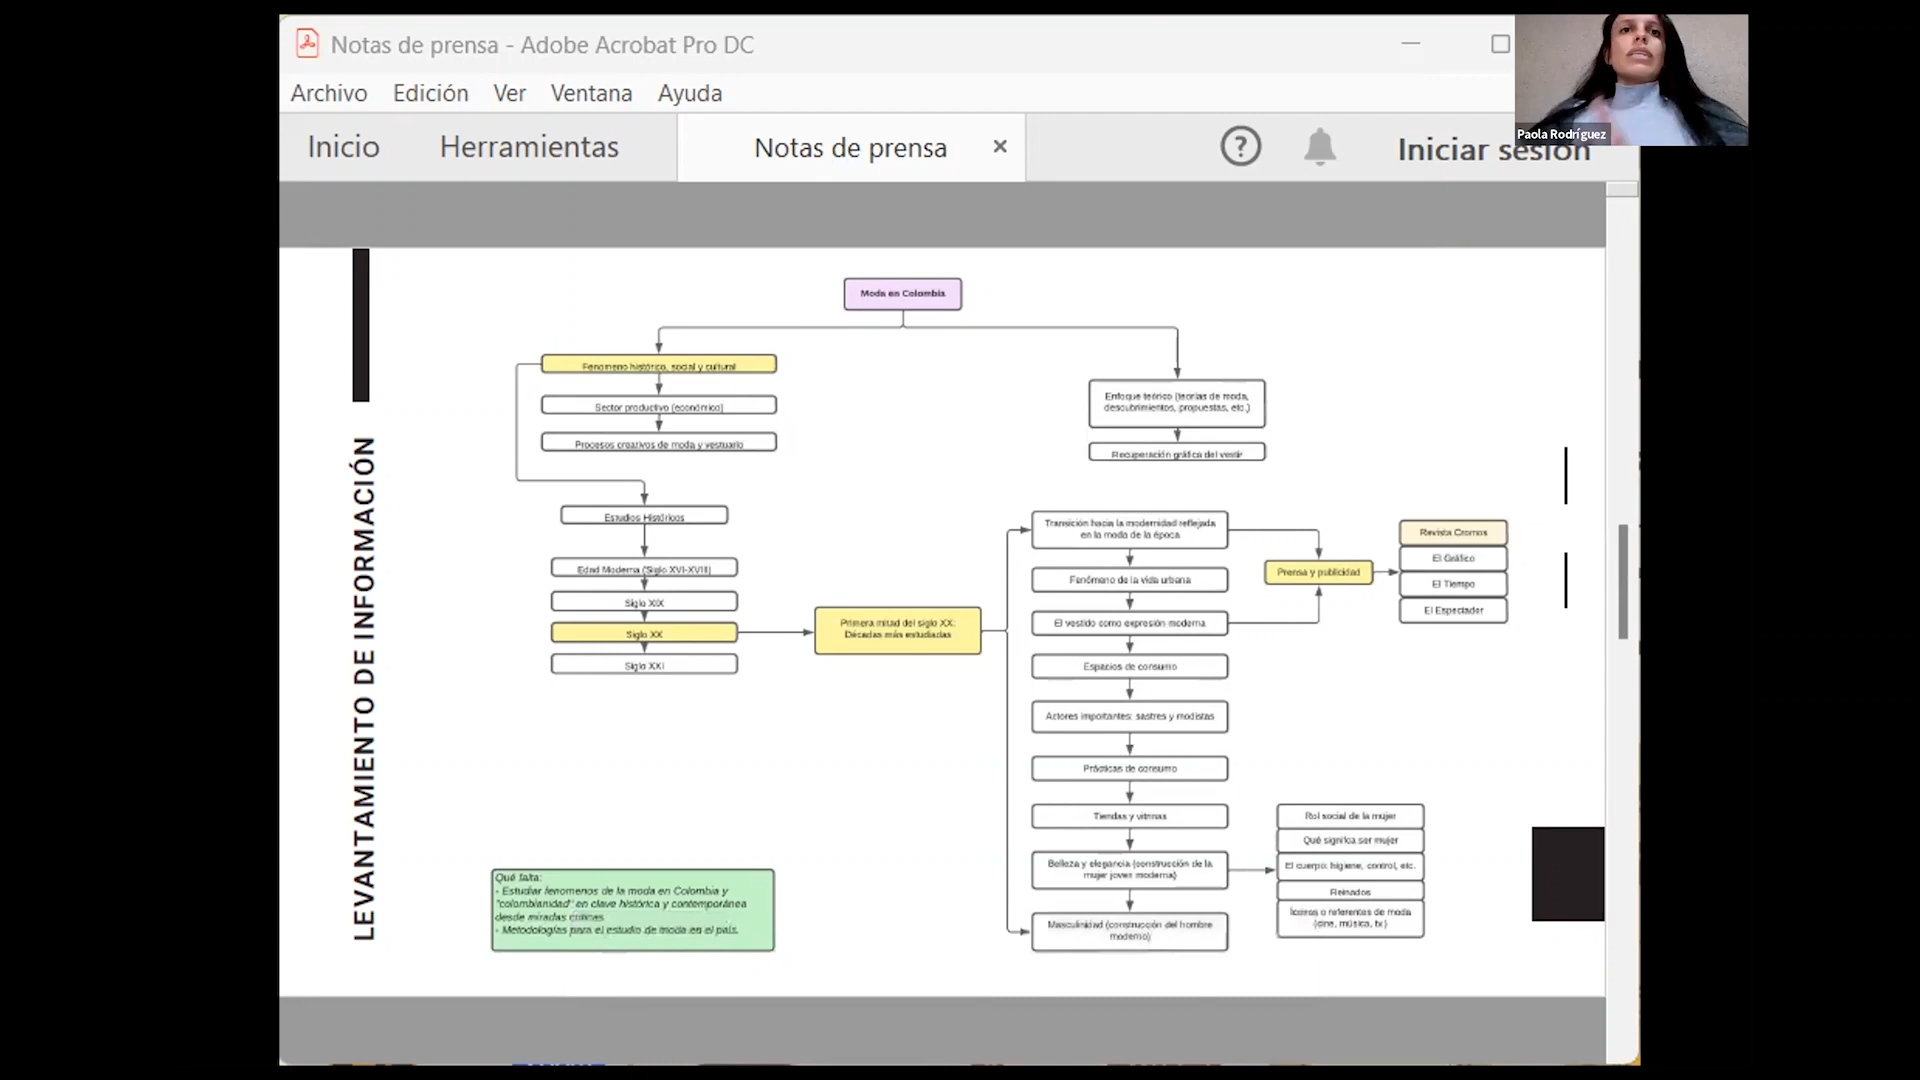 Notas de prensa - Adobe Acrobat Pro DC
Archivo Edición Ver Ventana Ayuda
Inicio Herramientas Notas de prensa × ? Iniciar sesión
Paola Rodríguez
LEVANTAMIENTO DE INFORMACIÓN
Moda en Colombia
Fenomeno histórico, social y cultural
Sector productivo (económico)
Procesos creativos de moda y vestuario
Enfoque teórico (teorías de moda,
descubrimientos, propuestas, etc.)
Recuperación gráfica del vestir
Estudios Históricos
Edad Moderna (Siglo XVI-XVIII)
Siglo XIX
Siglo XX
Siglo XXI
Primera mitad del siglo XX:
Décadas más estudiadas
Transición hacia la modernidad reflejada
en la moda de la época
Fenómeno de la vida urbana
El vestido como expresión moderna
Espacios de consumo
Actores importantes: sastres y modistas
Prácticas de consumo
Tiendas y vitrinas
Belleza y elegancia (construcción de la
mujer joven moderna)
Masculinidad (construcción del hombre
moderno)
Prensa y publicidad
Revista Cromos
El Gráfico
El Tiempo
El Espectador
Rol social de la mujer
Qué signifca ser mujer
El cuerpo: higiene, control, etc.
Reinados
Íconos o referentes de moda
(cine, música, tv)
Qué falta:
- Estudiar fenomenos de la moda en Colombia y
"colombianidad" en clave histórica y contemporánea
desde miradas críticas
- Metodologías para el estudio de moda en el país.